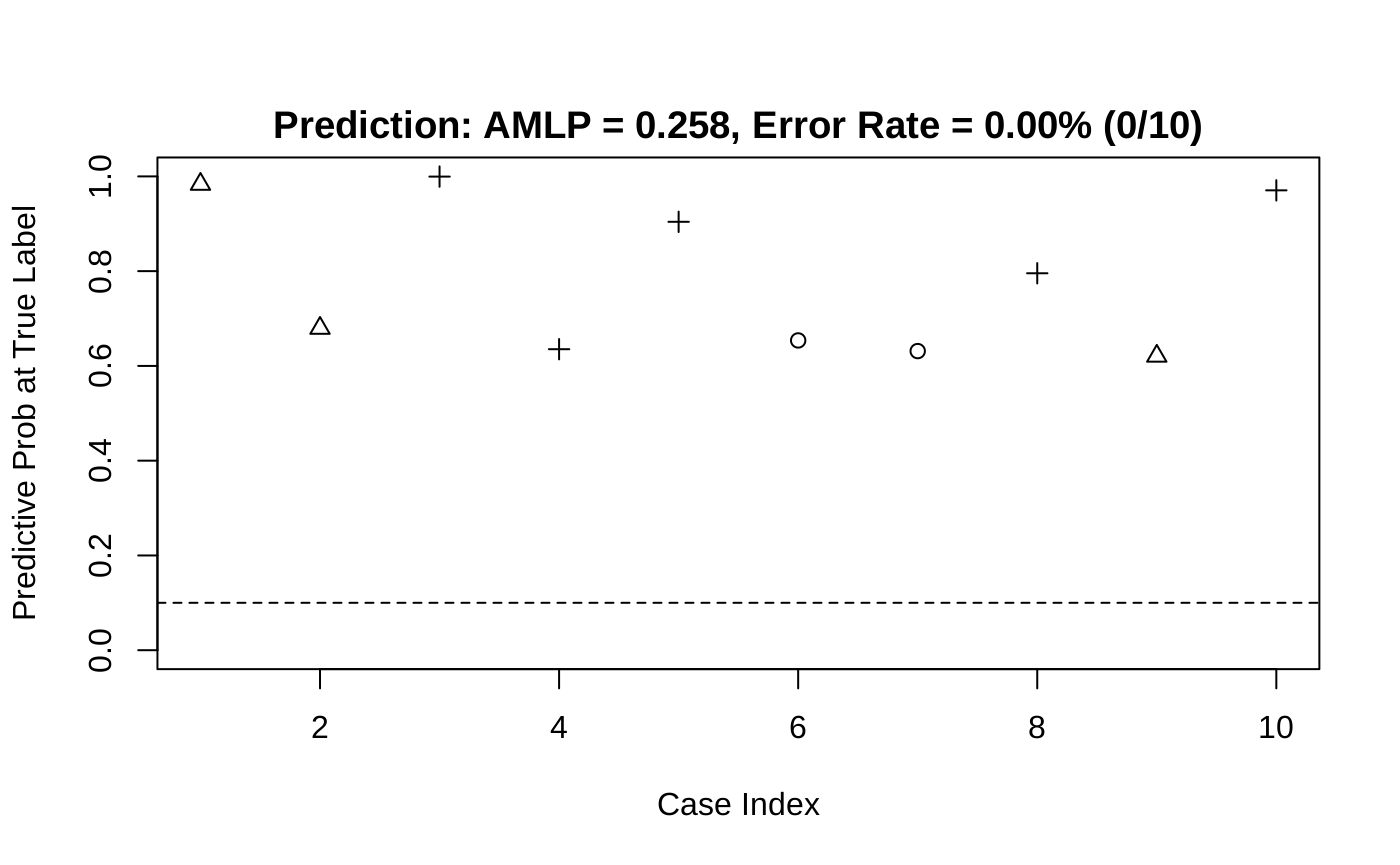 Prediction: AMLP = 0.258, Error Rate = 0.00% (0/10)
Predictive Prob at True Label
1.0
0.8
0.6
0.4
0.2
0.0
2 4 6 8 10
Case Index